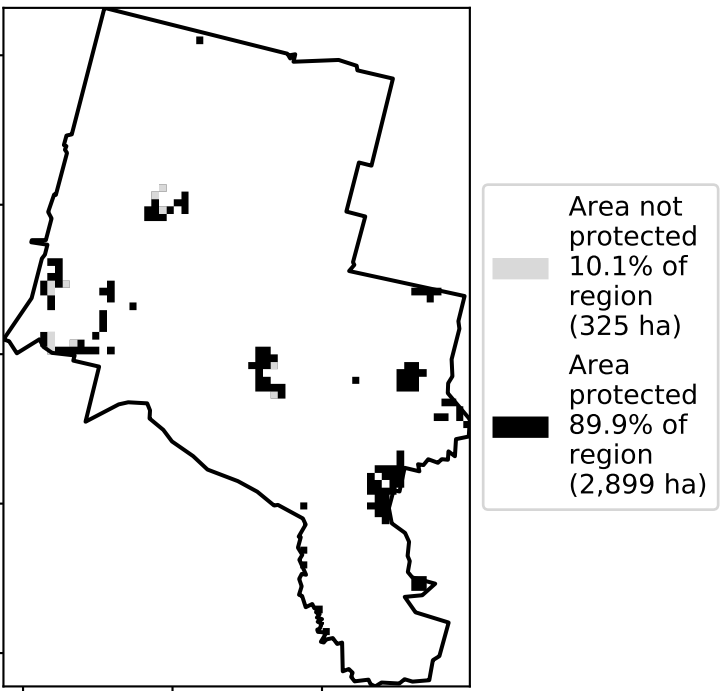 Area not
protected
10.1% of
region
(325 ha)
Area
protected
89.9% of
region
(2,899 ha)